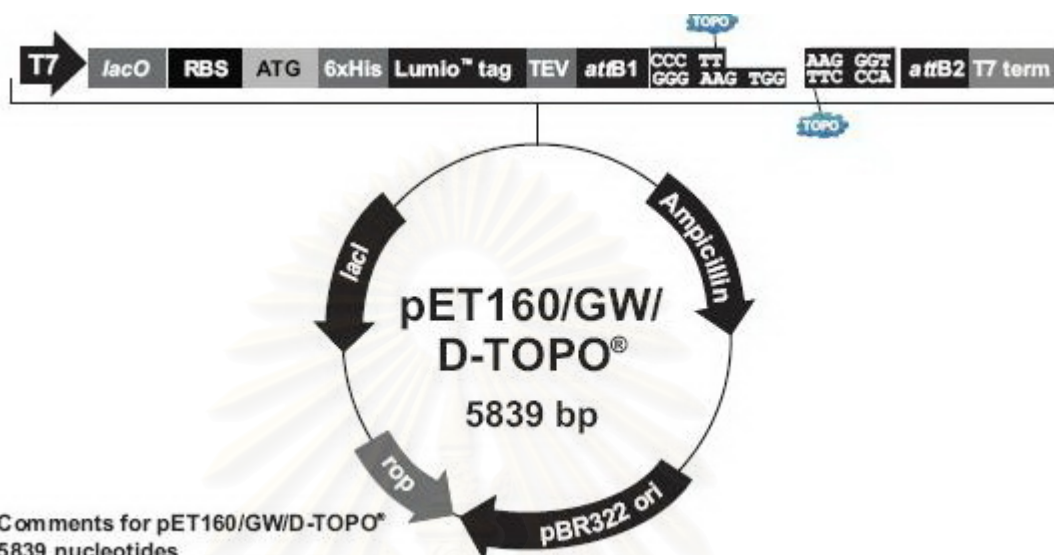 TOPO
T7 lacO RBS ATG 6xHis Lumio™ tag TEV attB1 CCC TT AAG GGT attB2 T7 term
GGG AAG TGG TTC CCA
TOPO
lacI
Ampicillin
pET160/GW/
D-TOPO®
5839 bp
rop
pBR322 ori
Comments for pET160/GW/D-TOPO®
5839 nucleotides